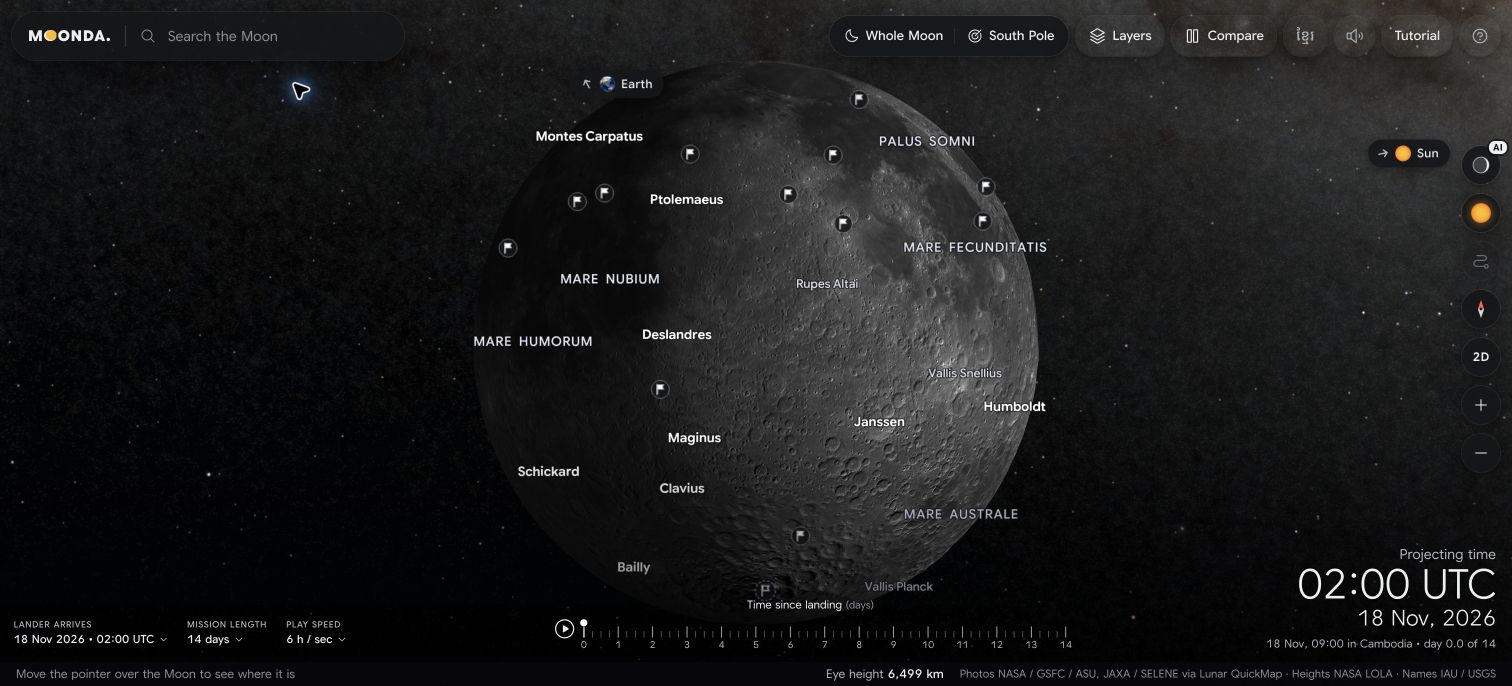 MOONDA.
Search the Moon
Whole Moon
South Pole
Layers
Compare
ខ្មែរ
Tutorial
Earth
Montes Carpatus
PALUS SOMNI
Sun
AI
Ptolemaeus
MARE FECUNDITATIS
MARE NUBIUM
Rupes Altai
Deslandres
MARE HUMORUM
2D
Vallis Snellius
Humboldt
Janssen
Maginus
Schickard
Clavius
MARE AUSTRALE
Bailly
Vallis Planck
Projecting time
02:00 UTC
18 Nov, 2026
18 Nov, 09:00 in Cambodia • day 0.0 of 14
Time since landing (days)
0 1 2 3 4 5 6 7 8 9 10 11 12 13 14
LANDER ARRIVES
18 Nov 2026 • 02:00 UTC
MISSION LENGTH
14 days
PLAY SPEED
6 h / sec
Move the pointer over the Moon to see where it is
Eye height 6,499 km
Photos NASA / GSFC / ASU, JAXA / SELENE via Lunar QuickMap · Heights NASA LOLA · Names IAU / USGS